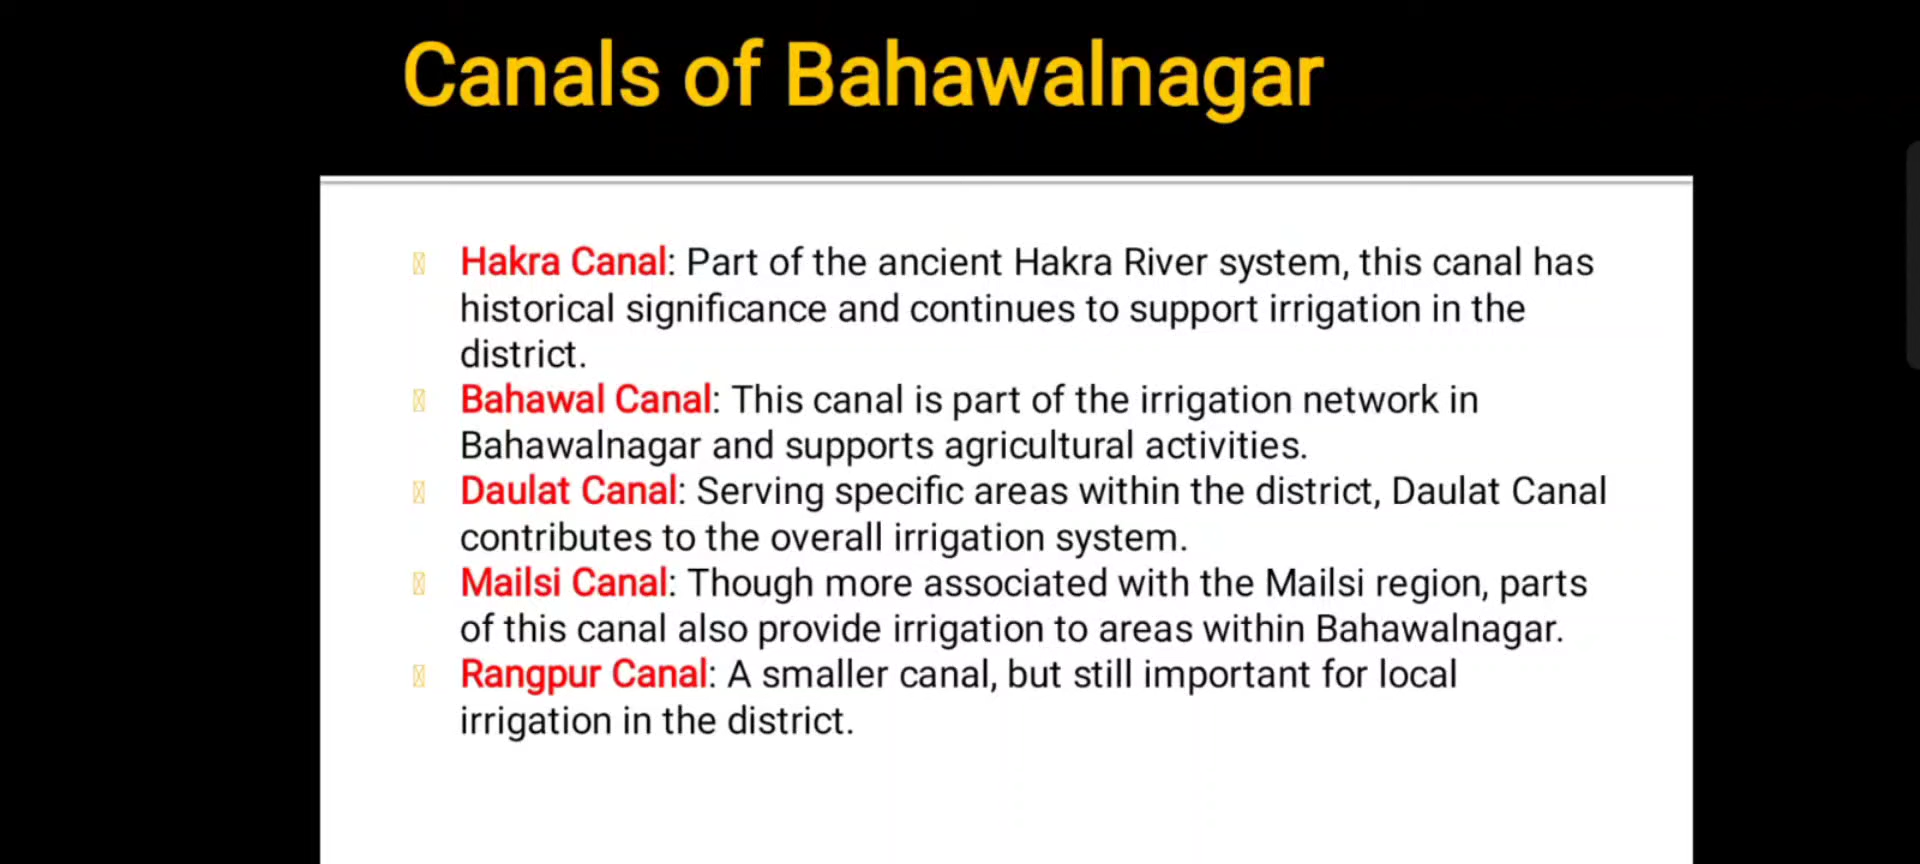 Canals of Bahawalnagar
Hakra Canal: Part of the ancient Hakra River system, this canal has
historical significance and continues to support irrigation in the
district.
Bahawal Canal: This canal is part of the irrigation network in
Bahawalnagar and supports agricultural activities.
Daulat Canal: Serving specific areas within the district, Daulat Canal
contributes to the overall irrigation system.
Mailsi Canal: Though more associated with the Mailsi region, parts
of this canal also provide irrigation to areas within Bahawalnagar.
Rangpur Canal: A smaller canal, but still important for local
irrigation in the district.